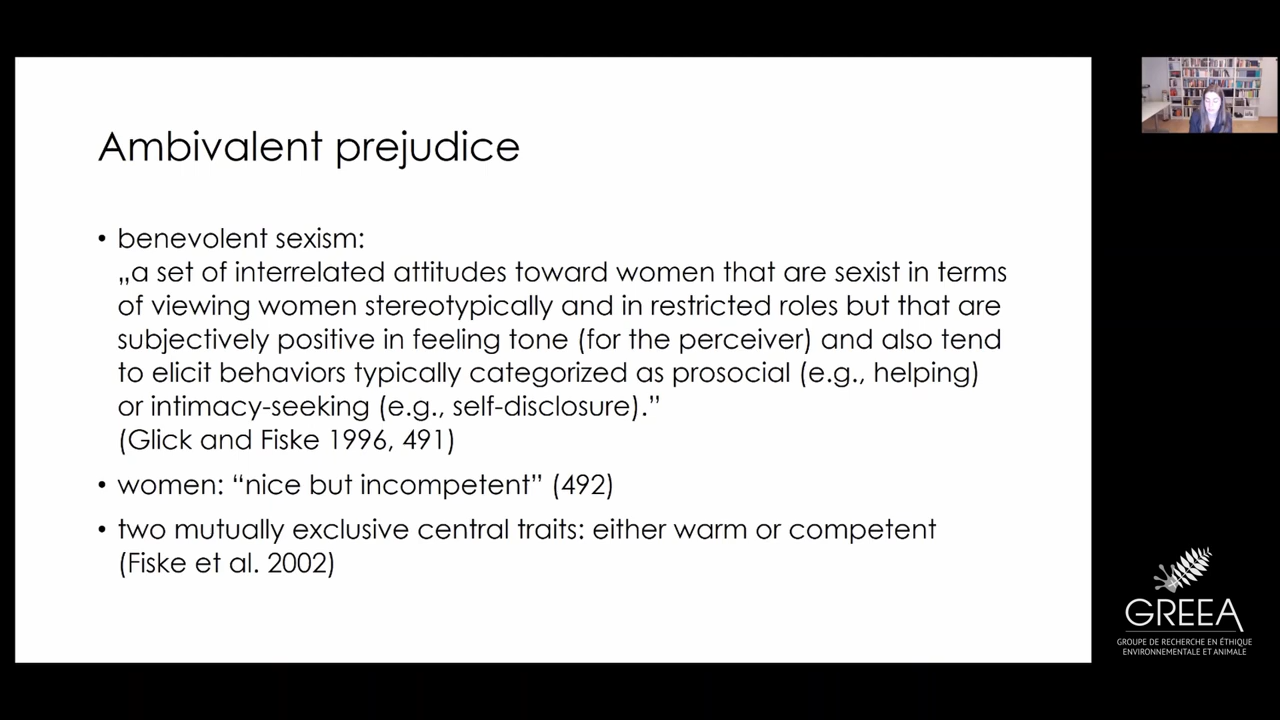 Ambivalent prejudice
• benevolent sexism:
„a set of interrelated attitudes toward women that are sexist in terms
of viewing women stereotypically and in restricted roles but that are
subjectively positive in feeling tone (for the perceiver) and also tend
to elicit behaviors typically categorized as prosocial (e.g., helping)
or intimacy-seeking (e.g., self-disclosure).”
(Glick and Fiske 1996, 491)
• women: “nice but incompetent” (492)
• two mutually exclusive central traits: either warm or competent
(Fiske et al. 2002)
GREEA
GROUPE DE RECHERCHE EN ÉTHIQUE
ENVIRONNEMENTALE ET ANIMALE